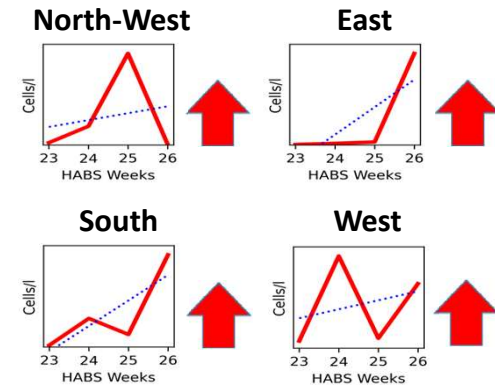 North-West
East
Cells/l
23 24 25 26
HABS Weeks
Cells/l
23 24 25 26
HABS Weeks
South
West
Cells/l
23 24 25 26
HABS Weeks
Cells/l
23 24 25 26
HABS Weeks